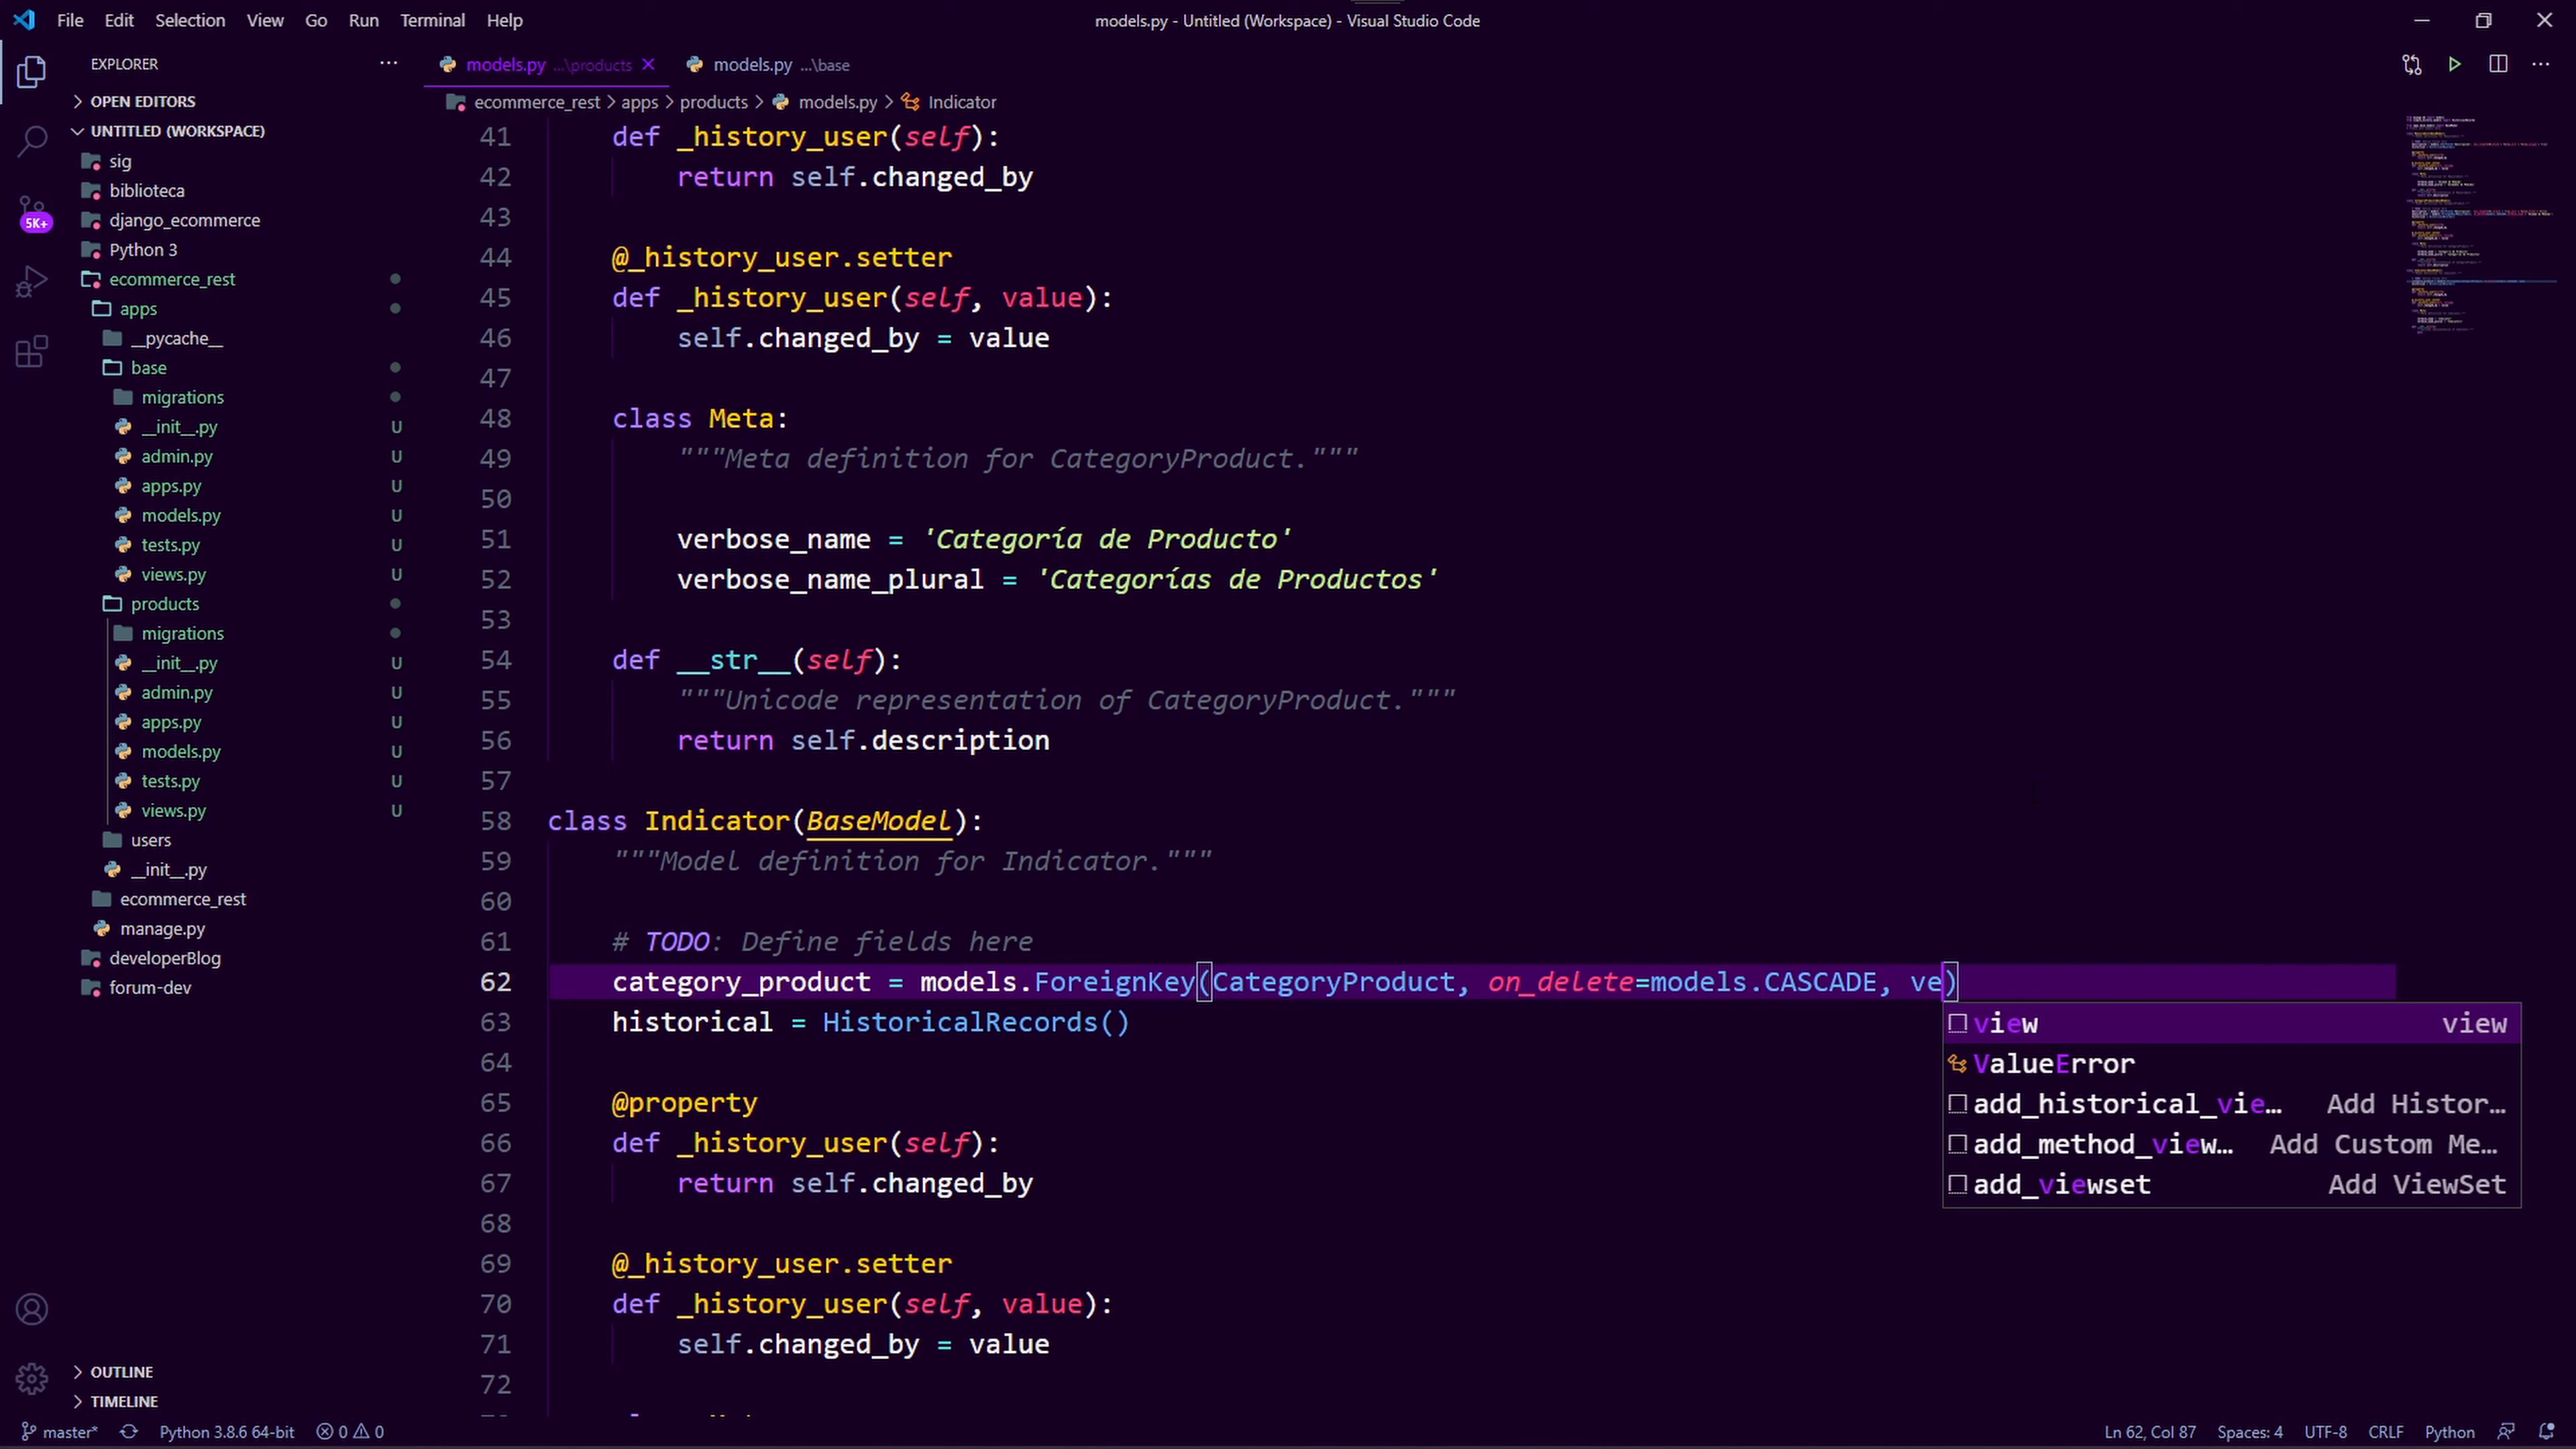 File Edit Selection View Go Run Terminal Help
models.py - Untitled (Workspace) - Visual Studio Code
EXPLORER
OPEN EDITORS
UNTITLED (WORKSPACE)
sig
biblioteca
django_ecommerce
Python 3
ecommerce_rest
apps
__pycache__
base
migrations
__init__.py U
admin.py U
apps.py U
models.py U
tests.py U
views.py U
products
migrations
__init__.py U
admin.py U
apps.py U
models.py U
tests.py U
views.py U
users
__init__.py
ecommerce_rest
manage.py
developerBlog
forum-dev
OUTLINE
TIMELINE
5K+
models.py ...\products
models.py ...\base
ecommerce_rest > apps > products > models.py > Indicator
41 def _history_user(self):
42 return self.changed_by
43
44 @_history_user.setter
45 def _history_user(self, value):
46 self.changed_by = value
47
48 class Meta:
49 """Meta definition for CategoryProduct."""
50
51 verbose_name = 'Categoría de Producto'
52 verbose_name_plural = 'Categorías de Productos'
53
54 def __str__(self):
55 """Unicode representation of CategoryProduct."""
56 return self.description
57
58 class Indicator(BaseModel):
59 """Model definition for Indicator."""
60
61 # TODO: Define fields here
62 category_product = models.ForeignKey(CategoryProduct, on_delete=models.CASCADE, ve)
63 historical = HistoricalRecords()
64
65 @property
66 def _history_user(self):
67 return self.changed_by
68
69 @_history_user.setter
70 def _history_user(self, value):
71 self.changed_by = value
72
view view
ValueError
add_historical_vie… Add Histor…
add_method_view… Add Custom Me…
add_viewset Add ViewSet
master* Python 3.8.6 64-bit 0 0
Ln 62, Col 87 Spaces: 4 UTF-8 CRLF Python